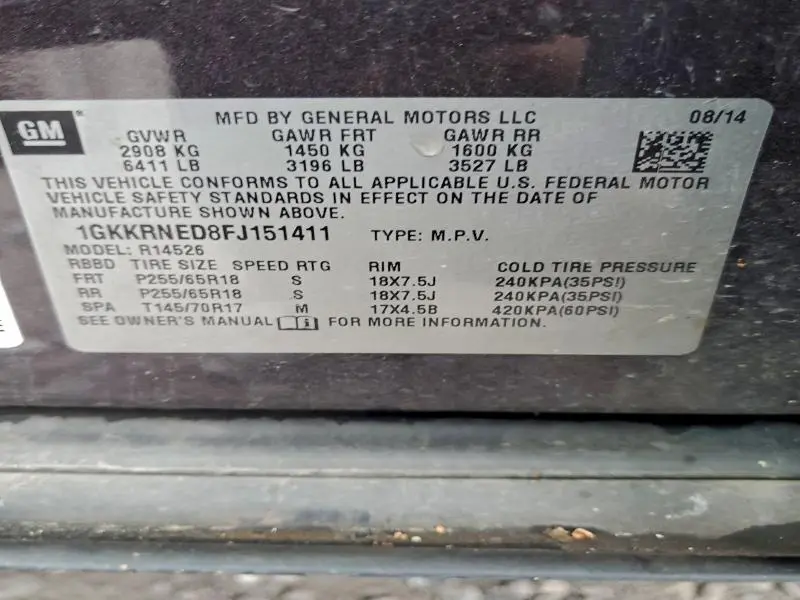 GM
MFD BY GENERAL MOTORS LLC 08/14
GVWR GAWR FRT GAWR RR
2908 KG 1450 KG 1600 KG
6411 LB 3196 LB 3527 LB
THIS VEHICLE CONFORMS TO ALL APPLICABLE U.S. FEDERAL MOTOR
VEHICLE SAFETY STANDARDS IN EFFECT ON THE DATE OF
MANUFACTURE SHOWN ABOVE.
1GKKRNED8FJ151411 TYPE: M.P.V.
MODEL: R14526
RBBD TIRE SIZE SPEED RTG RIM COLD TIRE PRESSURE
FRT P255/65R18 S 18X7.5J 240KPA(35PSI)
RR P255/65R18 S 18X7.5J 240KPA(35PSI)
SPA T145/70R17 M 17X4.5B 420KPA(60PSI)
SEE OWNER'S MANUAL FOR MORE INFORMATION.
E